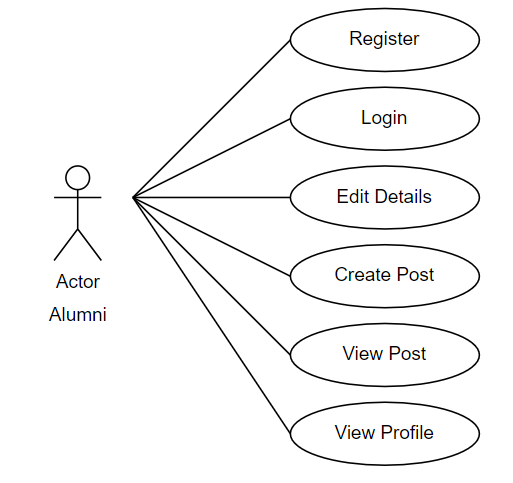 Register
Login
Edit Details
Create Post
View Post
View Profile
Actor
Alumni